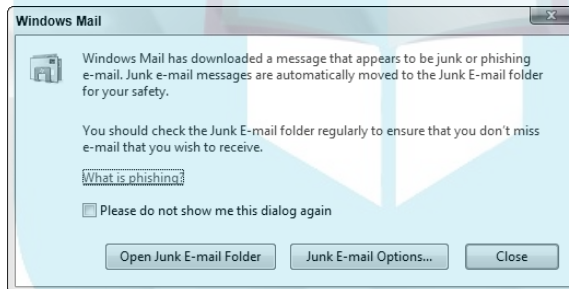 Windows Mail
Windows Mail has downloaded a message that appears to be junk or phishing
e-mail. Junk e-mail messages are automatically moved to the Junk E-mail folder
for your safety.
You should check the Junk E-mail folder regularly to ensure that you don't miss
e-mail that you wish to receive.
What is phishing?
Please do not show me this dialog again
Open Junk E-mail Folder Junk E-mail Options... Close